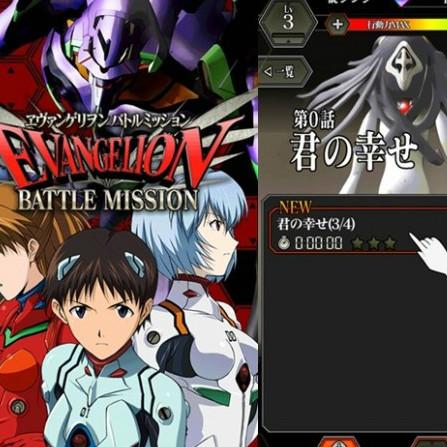 ヱヴァンゲリヲン バトルミッション
EVANGELION
BATTLE MISSION
Lv
3
+
行動力MAX
一覧
第0話
君の幸せ
NEW
君の幸せ(3/4)
0:00:00